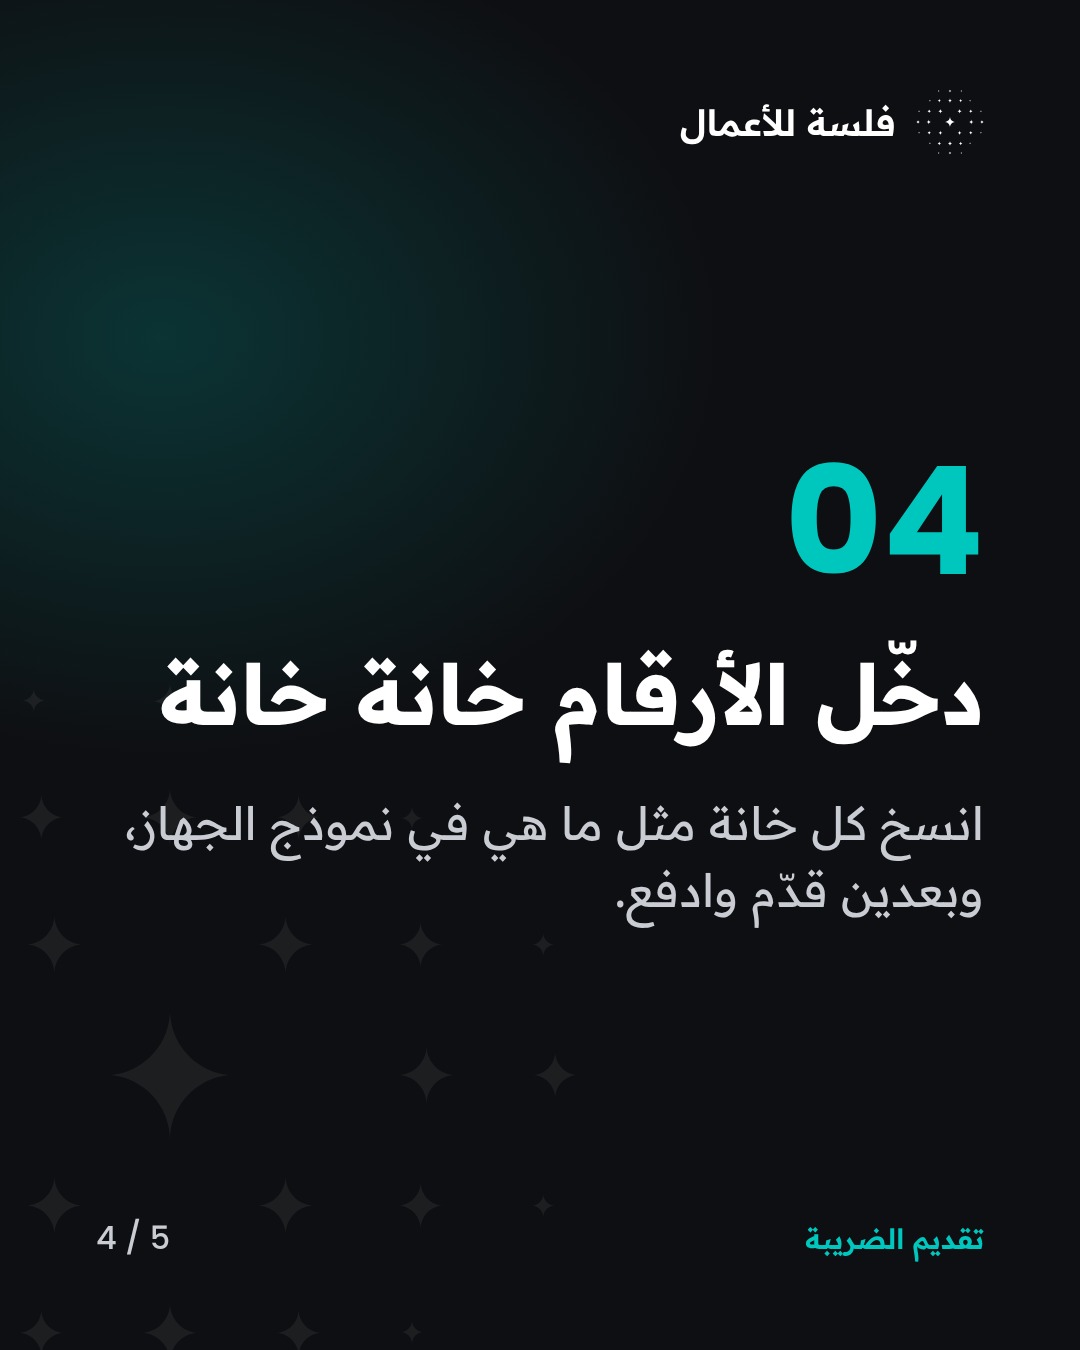 فلسة للأعمال
04
دخّل الأرقام خانة خانة
انسخ كل خانة مثل ما هي في نموذج الجهاز،
وبعدين قدّم وادفع.
تقديم الضريبة
4 / 5